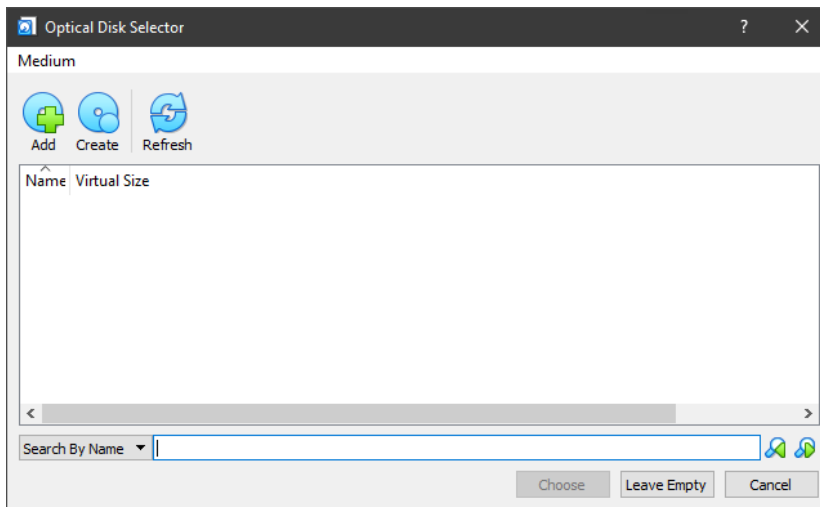 Optical Disk Selector ?
Medium
Add Create Refresh
Name Virtual Size
Search By Name
Choose Leave Empty Cancel